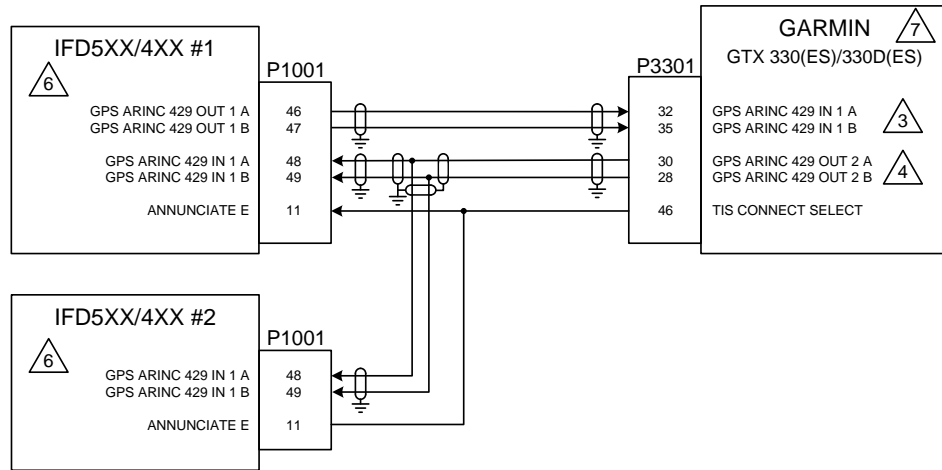 IFD5XX/4XX #1
6
P1001
GPS ARINC 429 OUT 1 A 46
GPS ARINC 429 OUT 1 B 47
GPS ARINC 429 IN 1 A 48
GPS ARINC 429 IN 1 B 49
ANNUNCIATE E 11
GARMIN 7
GTX 330(ES)/330D(ES)
P3301
32 GPS ARINC 429 IN 1 A
35 GPS ARINC 429 IN 1 B
3
30 GPS ARINC 429 OUT 2 A
28 GPS ARINC 429 OUT 2 B
4
46 TIS CONNECT SELECT
IFD5XX/4XX #2
6
P1001
GPS ARINC 429 IN 1 A 48
GPS ARINC 429 IN 1 B 49
ANNUNCIATE E 11